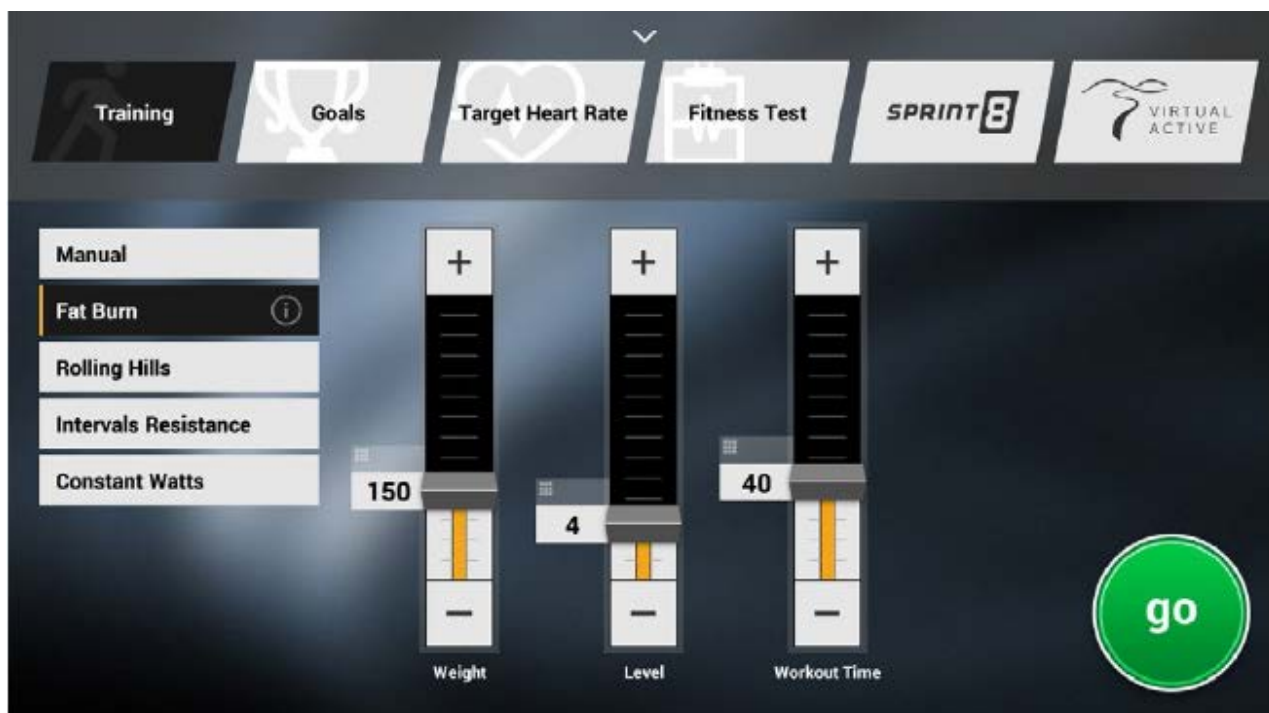 Training
Goals
Target Heart Rate
Fitness Test
SPRINT 8
VIRTUAL
ACTIVE
Manual
Fat Burn
Rolling Hills
Intervals Resistance
Constant Watts
+
+
+
150
4
40
−
−
−
go
Weight
Level
Workout Time